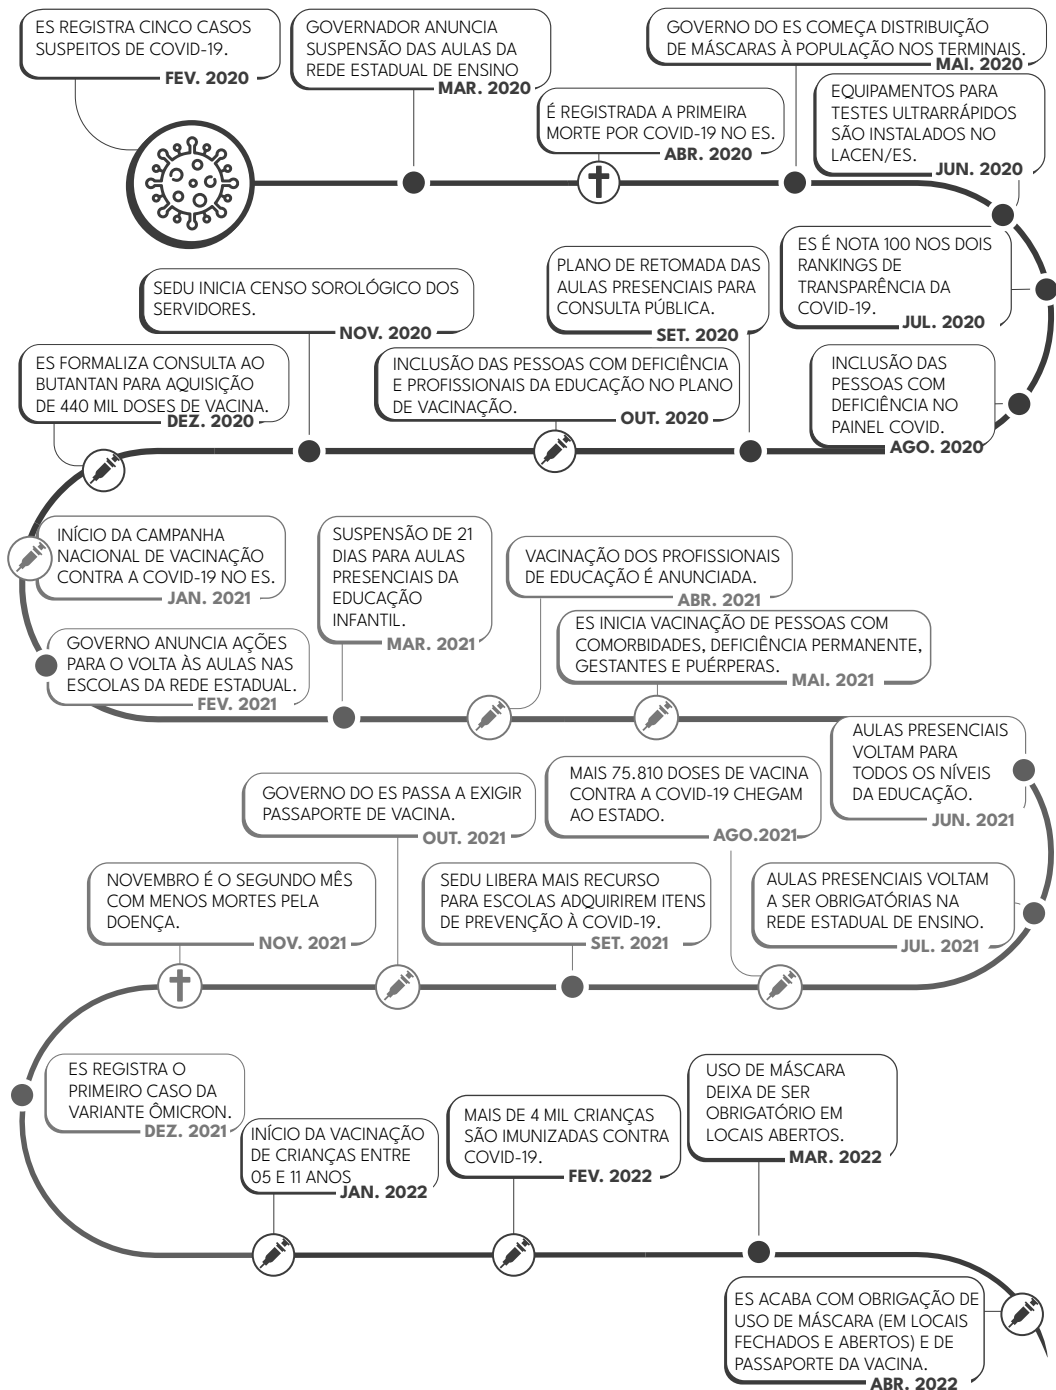 ES REGISTRA CINCO CASOS
SUSPEITOS DE COVID-19.
FEV. 2020
GOVERNADOR ANUNCIA
SUSPENSÃO DAS AULAS DA
REDE ESTADUAL DE ENSINO
MAR. 2020
É REGISTRADA A PRIMEIRA
MORTE POR COVID-19 NO ES.
ABR. 2020
GOVERNO DO ES COMEÇA DISTRIBUIÇÃO
DE MÁSCARAS À POPULAÇÃO NOS TERMINAIS.
MAI. 2020
EQUIPAMENTOS PARA
TESTES ULTRARRÁPIDOS
SÃO INSTALADOS NO
LACEN/ES.
JUN. 2020
ES É NOTA 100 NOS DOIS
RANKINGS DE
TRANSPARÊNCIA DA
COVID-19.
JUL. 2020
INCLUSÃO DAS
PESSOAS COM
DEFICIÊNCIA NO
PAINEL COVID.
AGO. 2020
PLANO DE RETOMADA DAS
AULAS PRESENCIAIS PARA
CONSULTA PÚBLICA.
SET. 2020
INCLUSÃO DAS PESSOAS COM DEFICIÊNCIA
E PROFISSIONAIS DA EDUCAÇÃO NO PLANO
DE VACINAÇÃO.
OUT. 2020
SEDU INICIA CENSO SOROLÓGICO DOS
SERVIDORES.
NOV. 2020
ES FORMALIZA CONSULTA AO
BUTANTAN PARA AQUISIÇÃO
DE 440 MIL DOSES DE VACINA.
DEZ. 2020
INÍCIO DA CAMPANHA
NACIONAL DE VACINAÇÃO
CONTRA A COVID-19 NO ES.
JAN. 2021
GOVERNO ANUNCIA AÇÕES
PARA O VOLTA ÀS AULAS NAS
ESCOLAS DA REDE ESTADUAL.
FEV. 2021
SUSPENSÃO DE 21
DIAS PARA AULAS
PRESENCIAIS DA
EDUCAÇÃO
INFANTIL.
MAR. 2021
VACINAÇÃO DOS PROFISSIONAIS
DE EDUCAÇÃO É ANUNCIADA.
ABR. 2021
ES INICIA VACINAÇÃO DE PESSOAS COM
COMORBIDADES, DEFICIÊNCIA PERMANENTE,
GESTANTES E PUÉRPERAS.
MAI. 2021
AULAS PRESENCIAIS
VOLTAM PARA
TODOS OS NÍVEIS
DA EDUCAÇÃO.
JUN. 2021
AULAS PRESENCIAIS VOLTAM
A SER OBRIGATÓRIAS NA
REDE ESTADUAL DE ENSINO.
JUL. 2021
MAIS 75.810 DOSES DE VACINA
CONTRA A COVID-19 CHEGAM
AO ESTADO.
AGO.2021
SEDU LIBERA MAIS RECURSO
PARA ESCOLAS ADQUIRIREM ITENS
DE PREVENÇÃO À COVID-19.
SET. 2021
GOVERNO DO ES PASSA A EXIGIR
PASSAPORTE DE VACINA.
OUT. 2021
NOVEMBRO É O SEGUNDO MÊS
COM MENOS MORTES PELA
DOENÇA.
NOV. 2021
ES REGISTRA O
PRIMEIRO CASO DA
VARIANTE ÔMICRON.
DEZ. 2021
INÍCIO DA VACINAÇÃO
DE CRIANÇAS ENTRE
05 E 11 ANOS
JAN. 2022
MAIS DE 4 MIL CRIANÇAS
SÃO IMUNIZADAS CONTRA
COVID-19.
FEV. 2022
USO DE MÁSCARA
DEIXA DE SER
OBRIGATÓRIO EM
LOCAIS ABERTOS.
MAR. 2022
ES ACABA COM OBRIGAÇÃO DE
USO DE MÁSCARA (EM LOCAIS
FECHADOS E ABERTOS) E DE
PASSAPORTE DA VACINA.
ABR. 2022